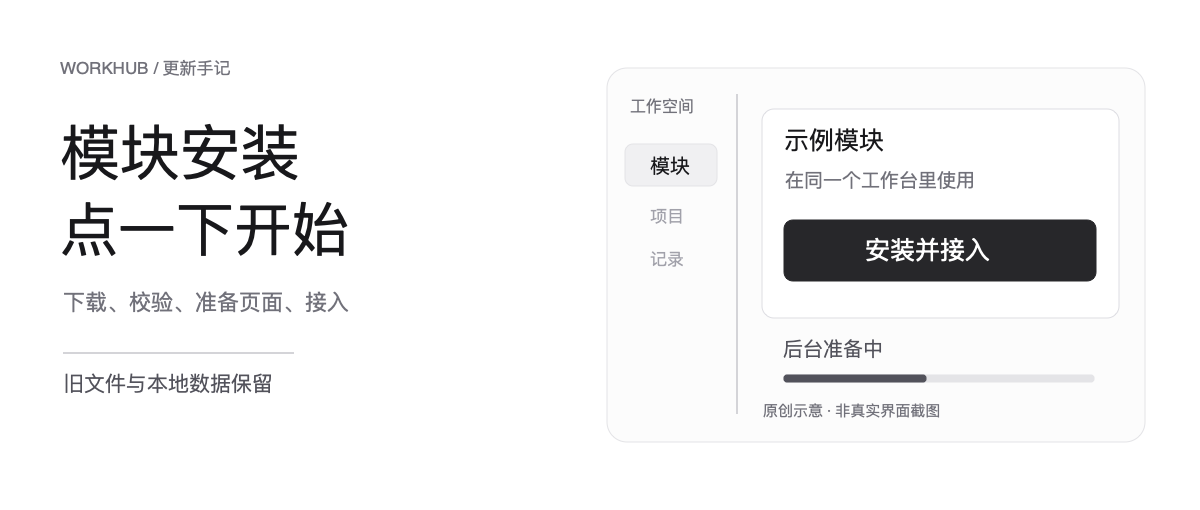 WORKHUB / 更新手记
模块安装
点一下开始
下载、校验、准备页面、接入
旧文件与本地数据保留
工作空间
模块
项目
记录
示例模块
在同一个工作台里使用
安装并接入
后台准备中
原创示意 · 非真实界面截图